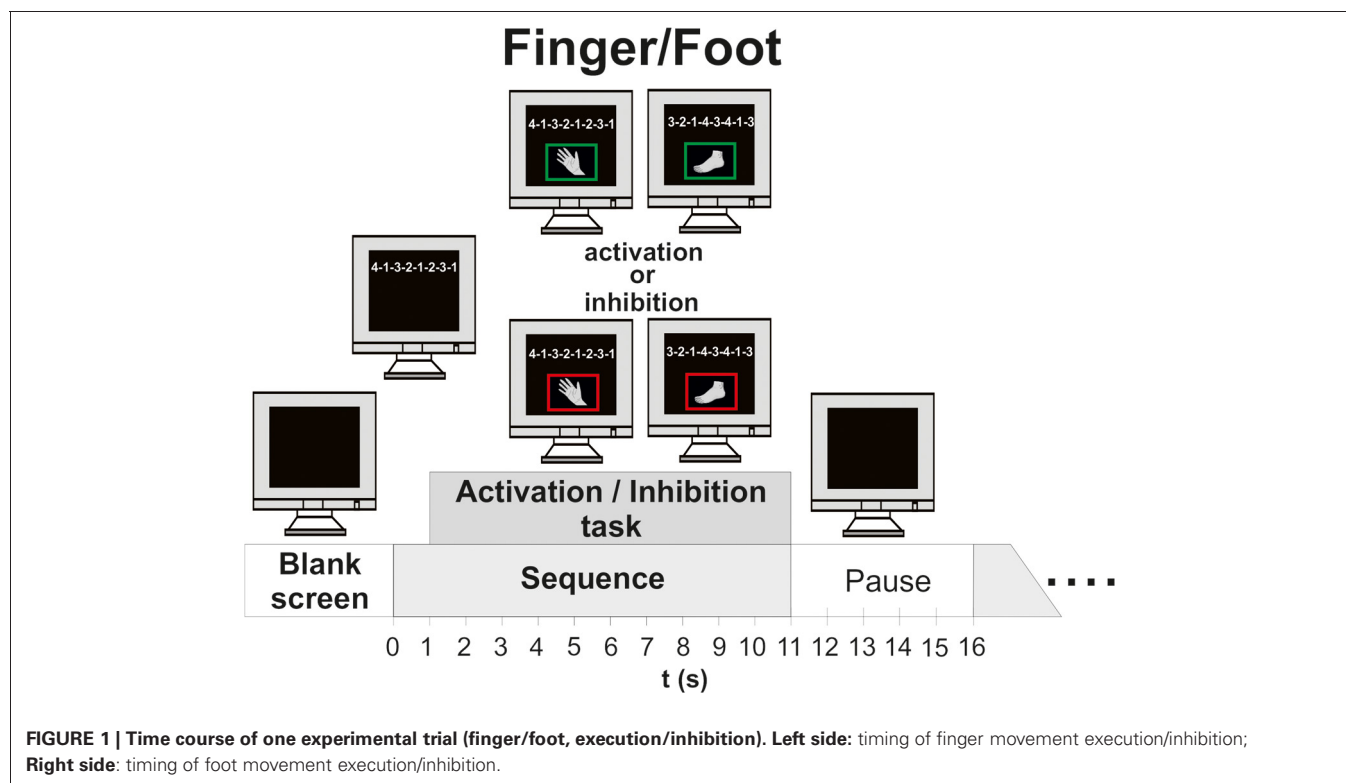 Finger/Foot
4-1-3-2-1-2-3-1
3-2-1-4-3-4-1-3
activation
or
inhibition
4-1-3-2-1-2-3-1
4-1-3-2-1-2-3-1
3-2-1-4-3-4-1-3
Activation / Inhibition
task
Blank
screen
Sequence
Pause
0 1 2 3 4 5 6 7 8 9 10 11 12 13 14 15 16
t (s)
FIGURE 1 | Time course of one experimental trial (finger/foot, execution/inhibition). Left side: timing of finger movement execution/inhibition;
Right side: timing of foot movement execution/inhibition.